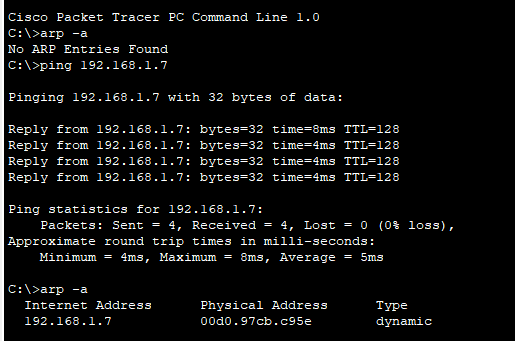 Cisco Packet Tracer PC Command Line 1.0
C:\>arp -a
No ARP Entries Found
C:\>ping 192.168.1.7

Pinging 192.168.1.7 with 32 bytes of data:

Reply from 192.168.1.7: bytes=32 time=8ms TTL=128
Reply from 192.168.1.7: bytes=32 time=4ms TTL=128
Reply from 192.168.1.7: bytes=32 time=4ms TTL=128
Reply from 192.168.1.7: bytes=32 time=4ms TTL=128

Ping statistics for 192.168.1.7:
    Packets: Sent = 4, Received = 4, Lost = 0 (0% loss),
Approximate round trip times in milli-seconds:
    Minimum = 4ms, Maximum = 8ms, Average = 5ms

C:\>arp -a
  Internet Address      Physical Address      Type
  192.168.1.7           00d0.97cb.c95e        dynamic